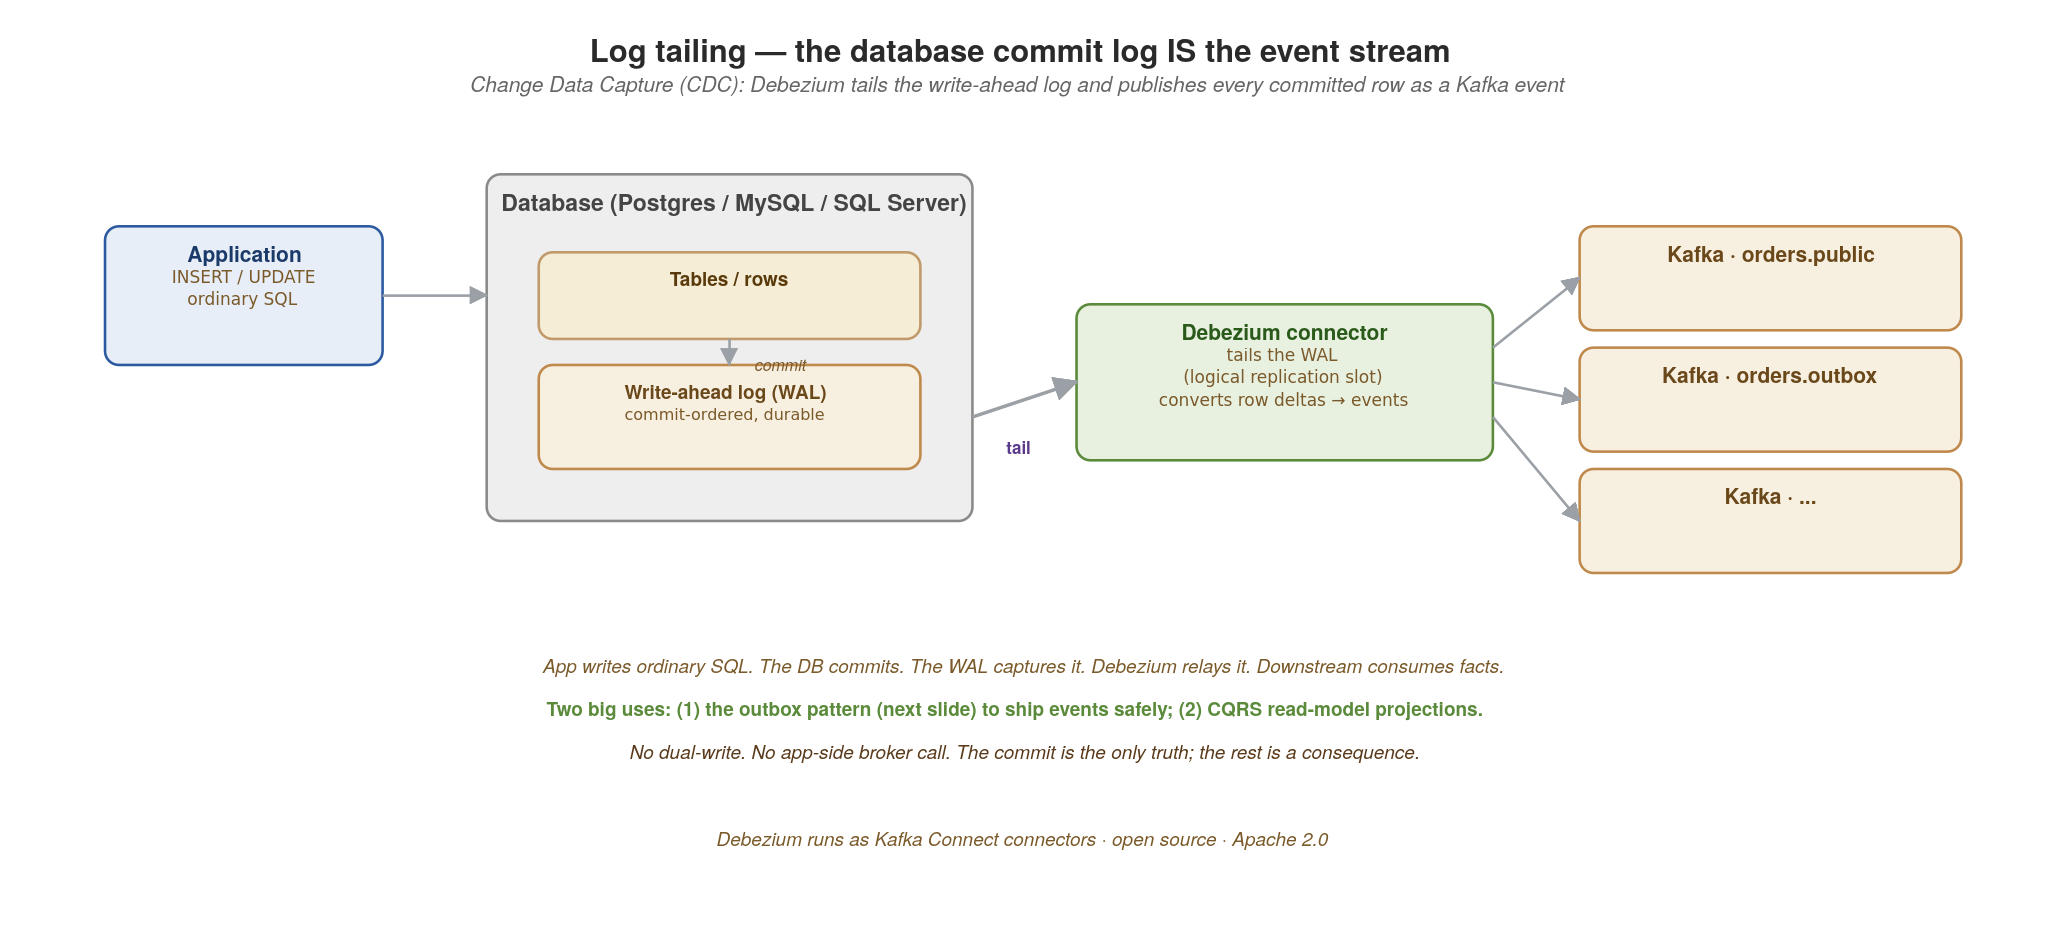 Log tailing — the database commit log IS the event stream
Change Data Capture (CDC): Debezium tails the write-ahead log and publishes every committed row as a Kafka event
Application
INSERT / UPDATE
ordinary SQL
Database (Postgres / MySQL / SQL Server)
Tables / rows
commit
Write-ahead log (WAL)
commit-ordered, durable
tail
Debezium connector
tails the WAL
(logical replication slot)
converts row deltas → events
Kafka · orders.public
Kafka · orders.outbox
Kafka · ...
App writes ordinary SQL. The DB commits. The WAL captures it. Debezium relays it. Downstream consumes facts.
Two big uses: (1) the outbox pattern (next slide) to ship events safely; (2) CQRS read-model projections.
No dual-write. No app-side broker call. The commit is the only truth; the rest is a consequence.
Debezium runs as Kafka Connect connectors · open source · Apache 2.0